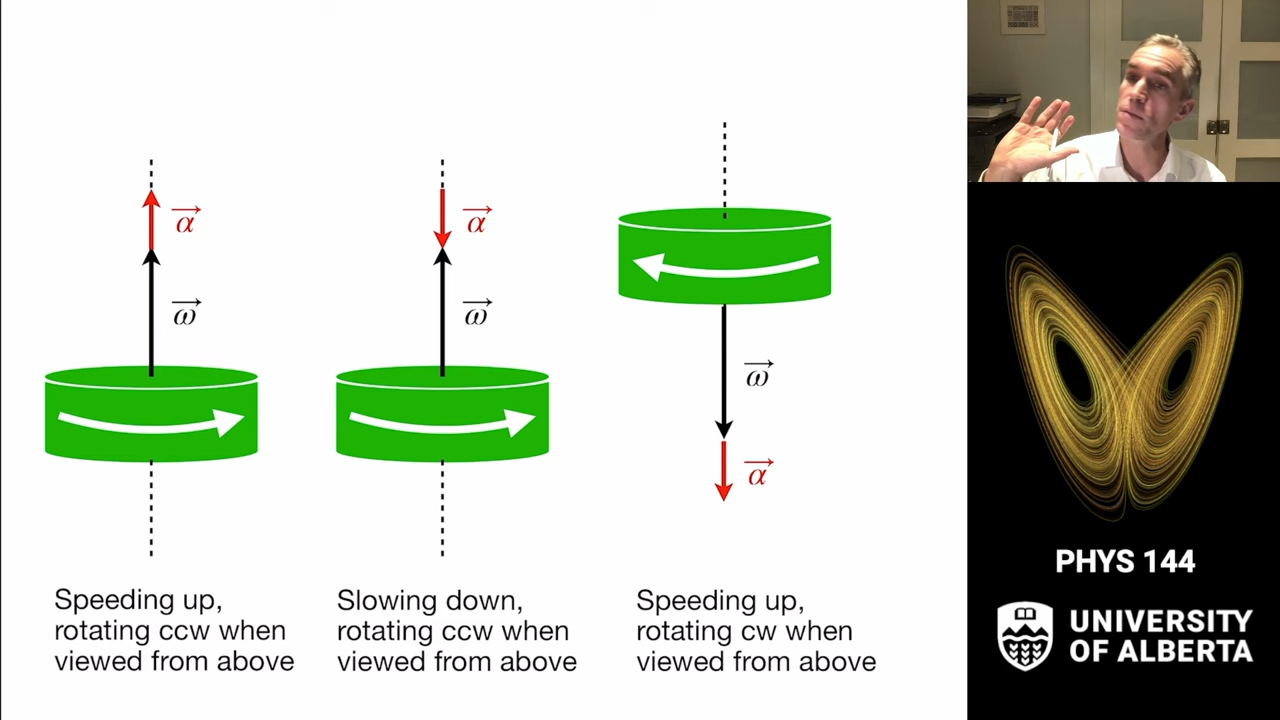 α⃗
ω⃗
α⃗
ω⃗
ω⃗
α⃗
Speeding up,
rotating ccw when
viewed from above
Slowing down,
rotating ccw when
viewed from above
Speeding up,
rotating cw when
viewed from above
PHYS 144
UNIVERSITY
OF ALBERTA